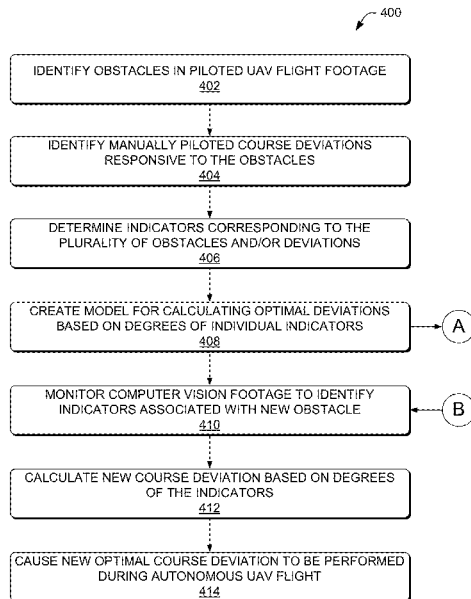 400
IDENTIFY OBSTACLES IN PILOTED UAV FLIGHT FOOTAGE
402
IDENTIFY MANUALLY PILOTED COURSE DEVIATIONS
RESPONSIVE TO THE OBSTACLES
404
DETERMINE INDICATORS CORRESPONDING TO THE
PLURALITY OF OBSTACLES AND/OR DEVIATIONS
406
CREATE MODEL FOR CALCULATING OPTIMAL DEVIATIONS
BASED ON DEGREES OF INDIVIDUAL INDICATORS
408
A
MONITOR COMPUTER VISION FOOTAGE TO IDENTIFY
INDICATORS ASSOCIATED WITH NEW OBSTACLE
410
B
CALCULATE NEW COURSE DEVIATION BASED ON DEGREES
OF THE INDICATORS
412
CAUSE NEW OPTIMAL COURSE DEVIATION TO BE PERFORMED
DURING AUTONOMOUS UAV FLIGHT
414